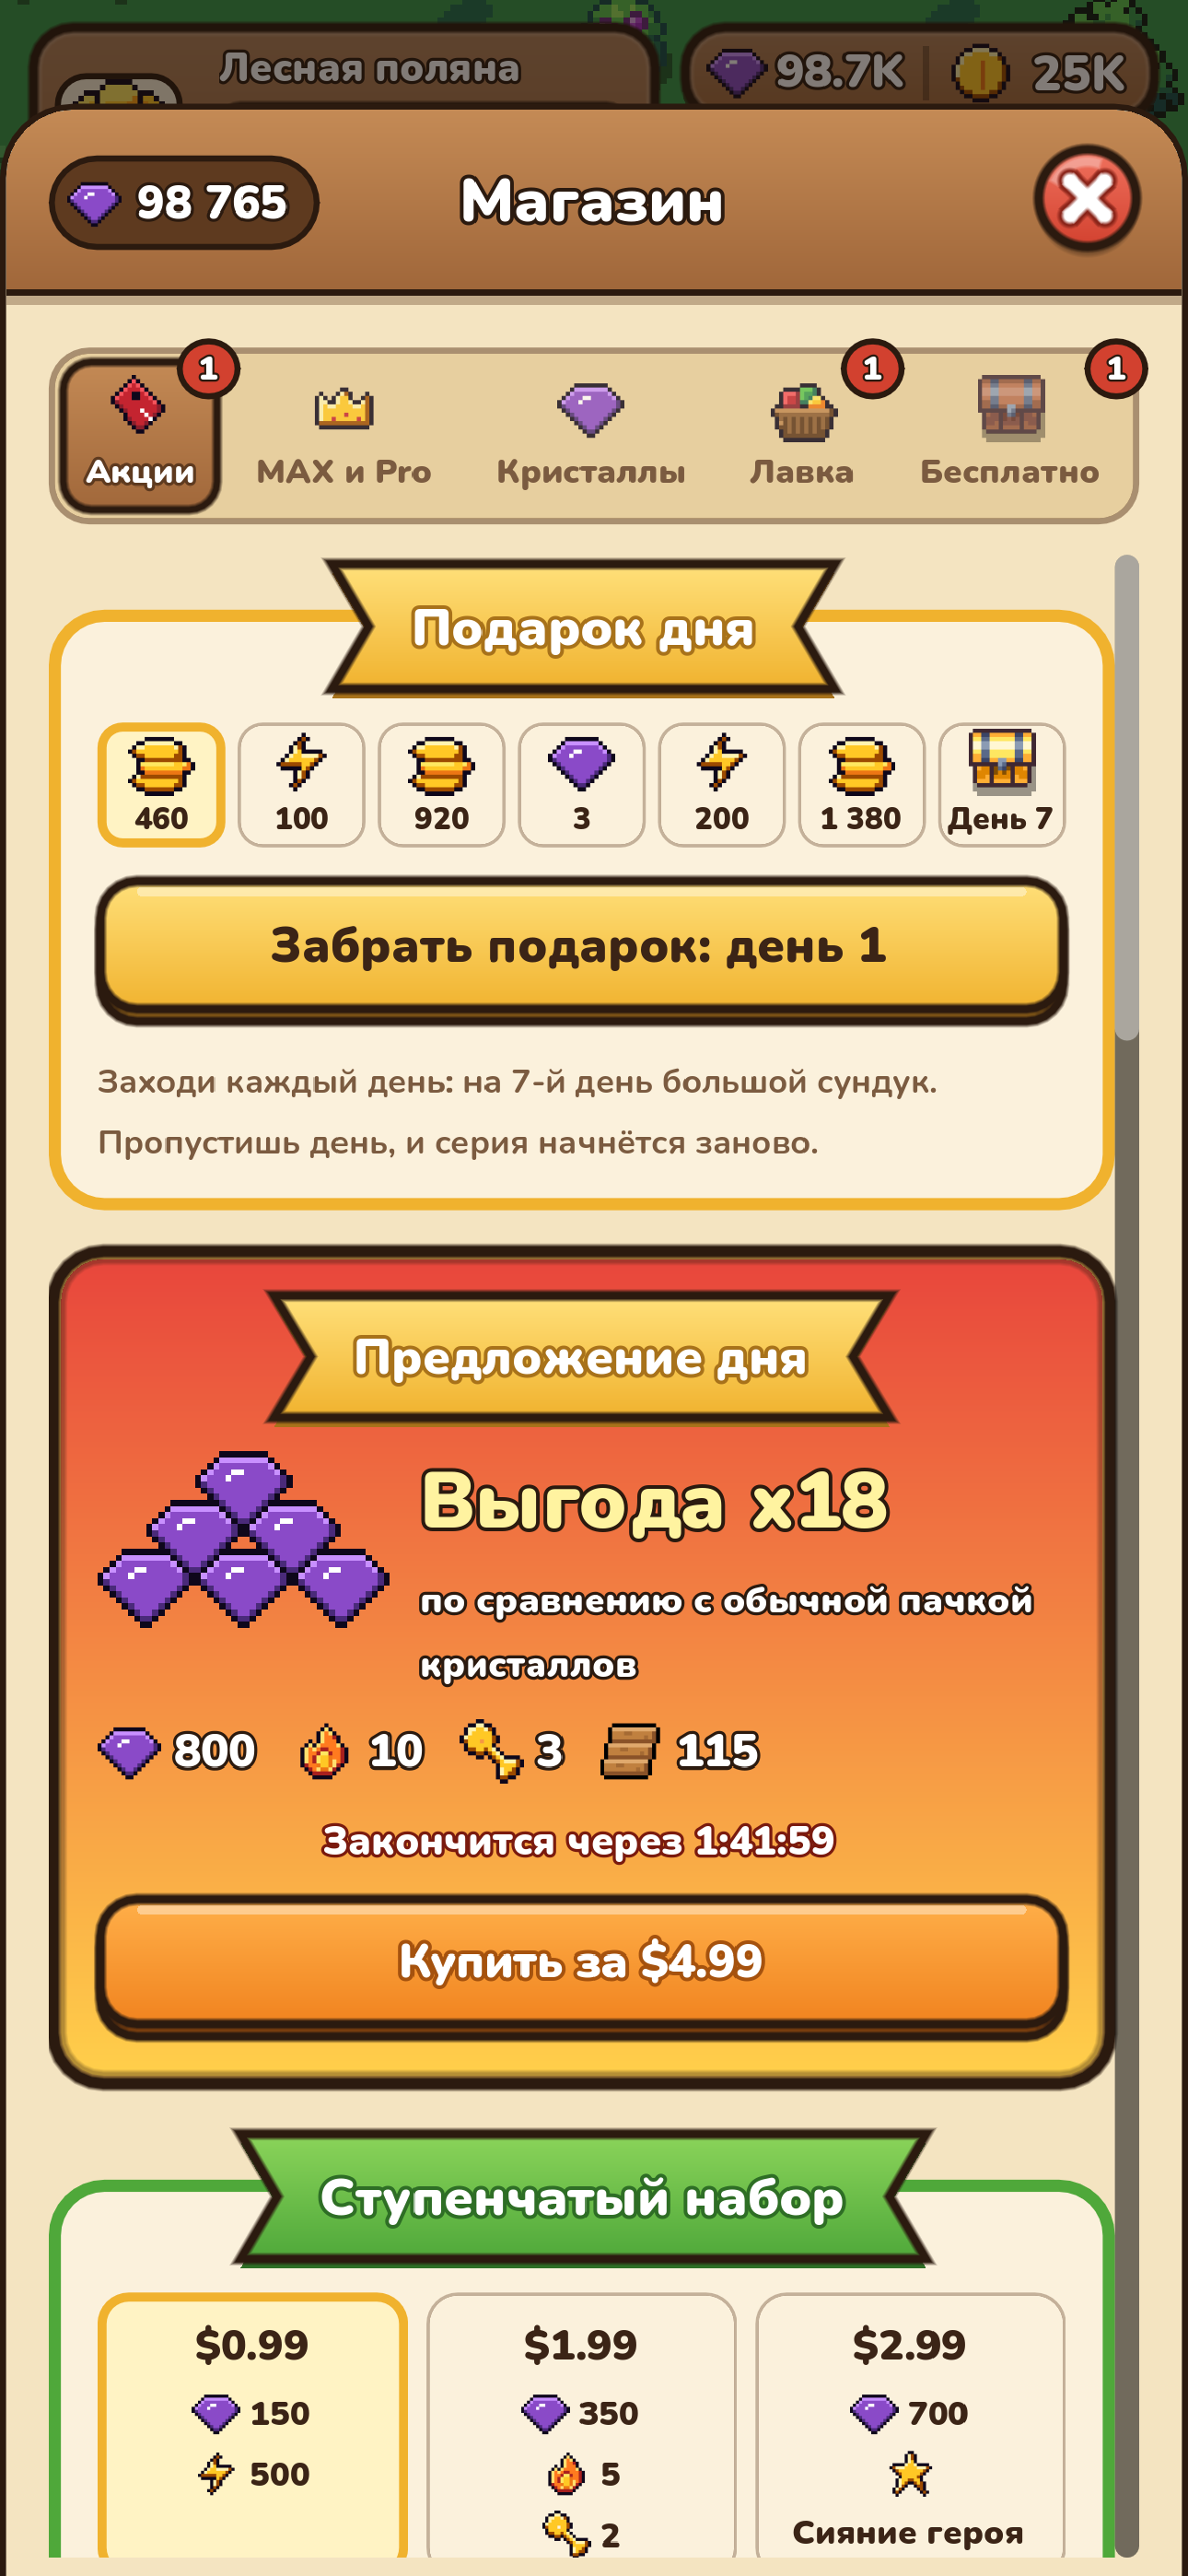 Лесная поляна
98.7K
25K
98 765
Магазин
1
1
1
Акции
MAX и Pro
Кристаллы
Лавка
Бесплатно
Подарок дня
460
100
920
3
200
1 380
День 7
Забрать подарок: день 1
Заходи каждый день: на 7-й день большой сундук.
Пропустишь день, и серия начнётся заново.
Предложение дня
Выгода x18
по сравнению с обычной пачкой
кристаллов
800
10
3
115
Закончится через 1:41:59
Купить за $4.99
Ступенчатый набор
$0.99
150
500
$1.99
350
5
2
$2.99
700
Сияние героя